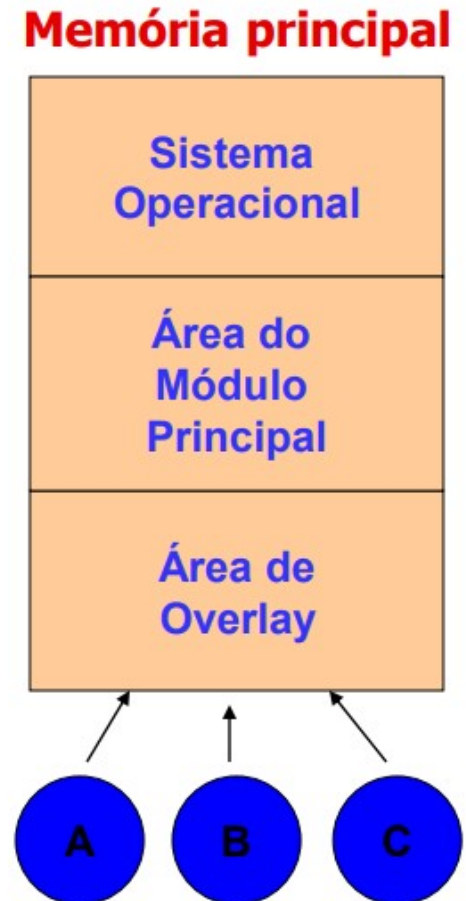 Memória principal
Sistema
Operacional
Área do
Módulo
Principal
Área de
Overlay
A B C